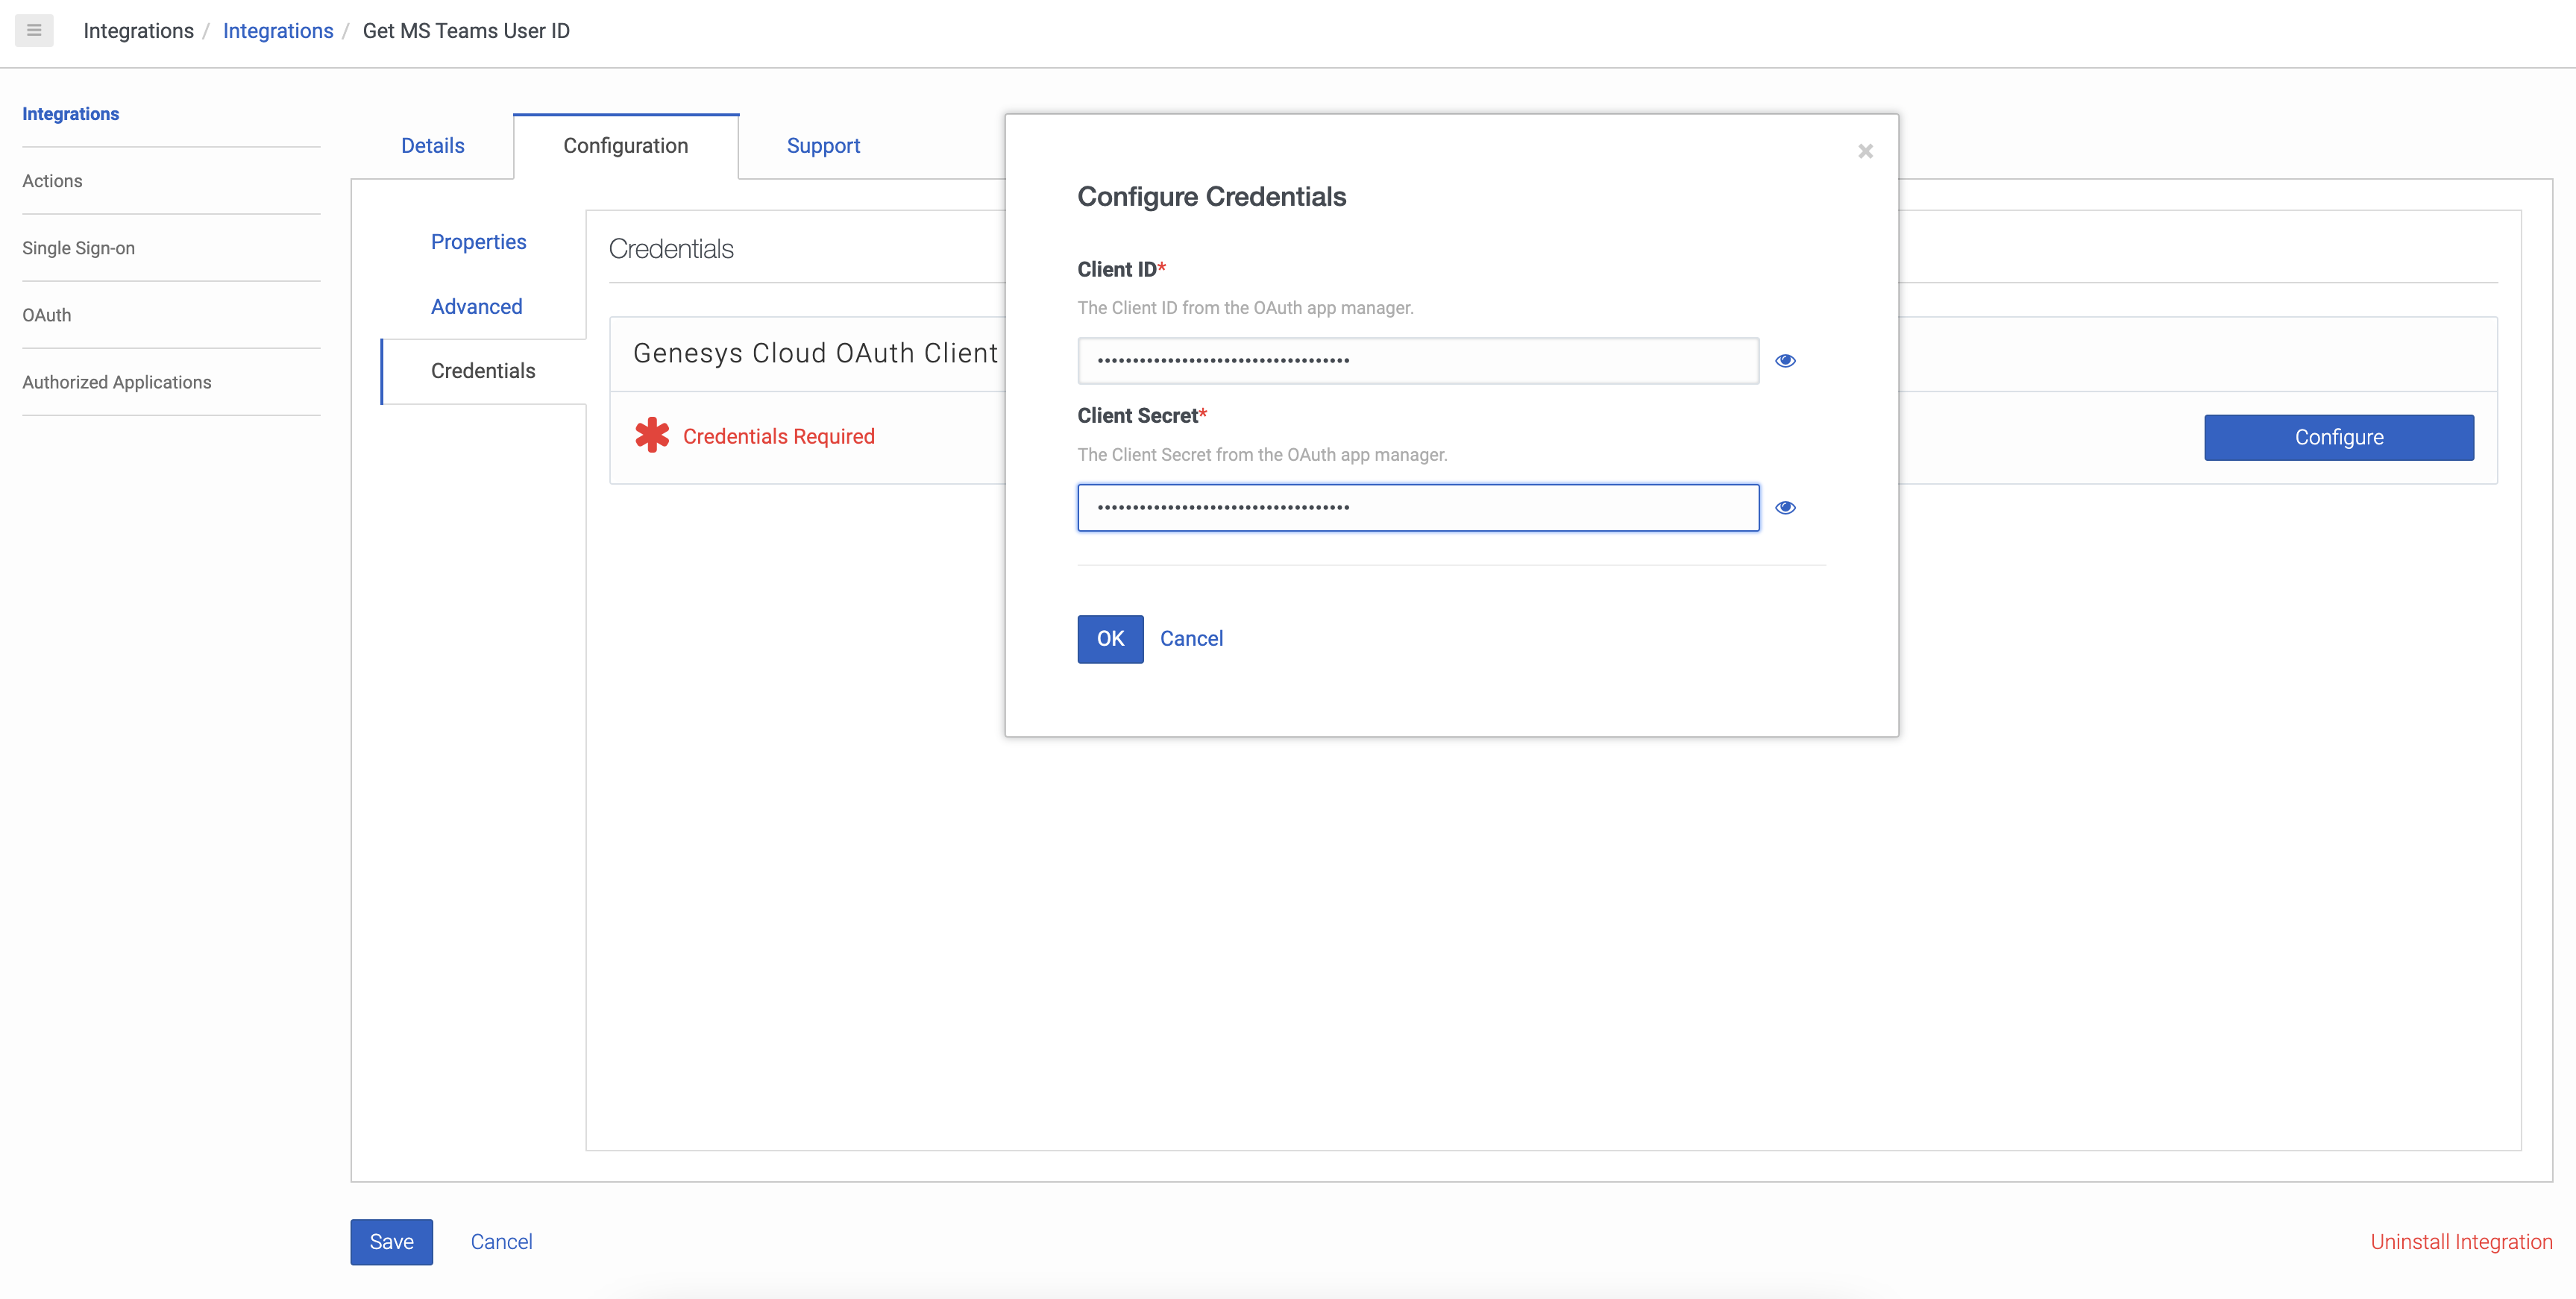 Integrations / Integrations / Get MS Teams User ID
Integrations
Actions
Single Sign-on
OAuth
Authorized Applications
Details
Configuration
Support
Properties
Advanced
Credentials
Credentials
Genesys Cloud OAuth Client
Credentials Required
Configure
Configure Credentials
Client ID*
The Client ID from the OAuth app manager.
••••••••••••••••••••••••••••••••••••
Client Secret*
The Client Secret from the OAuth app manager.
••••••••••••••••••••••••••••••••••••
OK
Cancel
Save
Cancel
Uninstall Integration